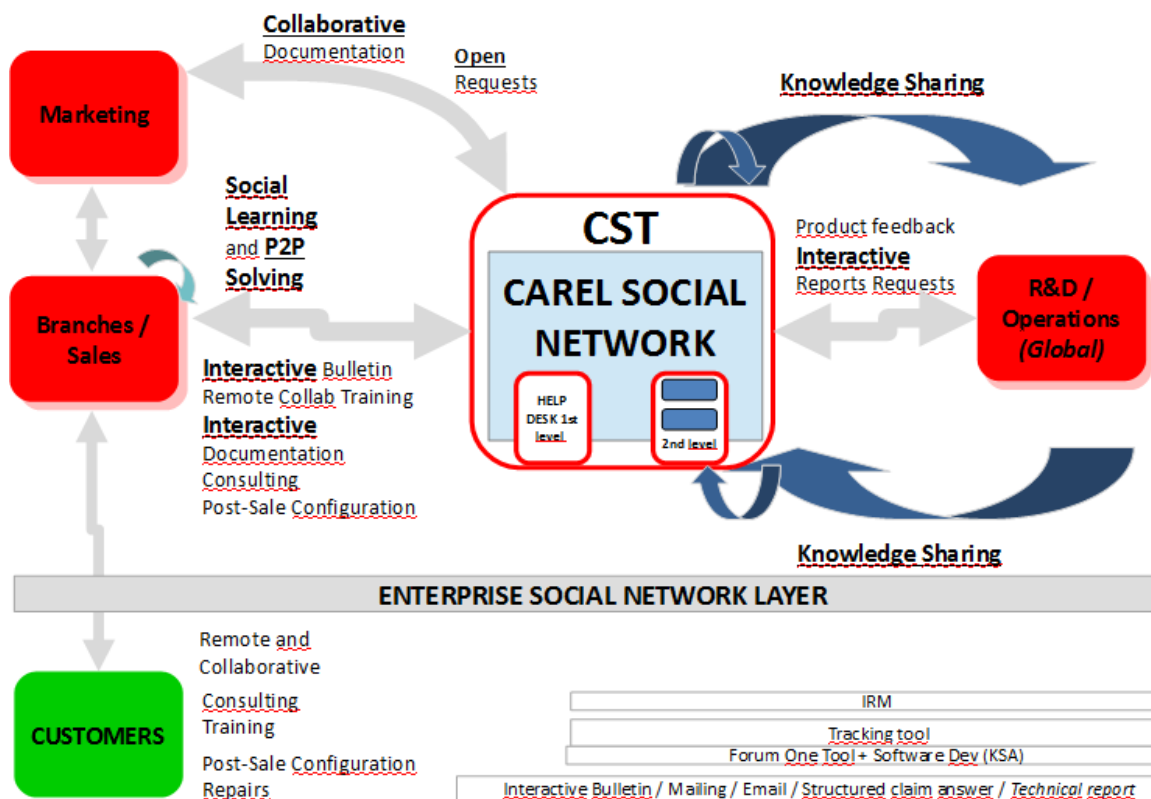 Collaborative
Documentation
Open
Requests
Knowledge Sharing
Marketing
Social
Learning
and P2P
Solving
CST
CAREL SOCIAL
NETWORK
HELP
DESK 1st
level
2nd level
Product feedback
Interactive
Reports Requests
R&D /
Operations
(Global)
Branches /
Sales
Interactive Bulletin
Remote Collab Training
Interactive
Documentation
Consulting
Post-Sale Configuration
Knowledge Sharing
ENTERPRISE SOCIAL NETWORK LAYER
Remote and
Collaborative
Consulting
Training
Post-Sale Configuration
Repairs
CUSTOMERS
IRM
Tracking tool
Forum One Tool + Software Dev (KSA)
Interactive Bulletin / Mailing / Email / Structured claim answer / Technical report